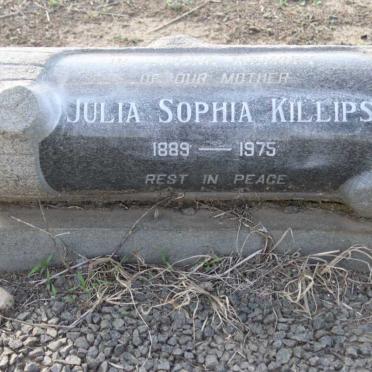 OF OUR MOTHER
JULIA SOPHIA KILLIPS
1889 — 1975
REST IN PEACE